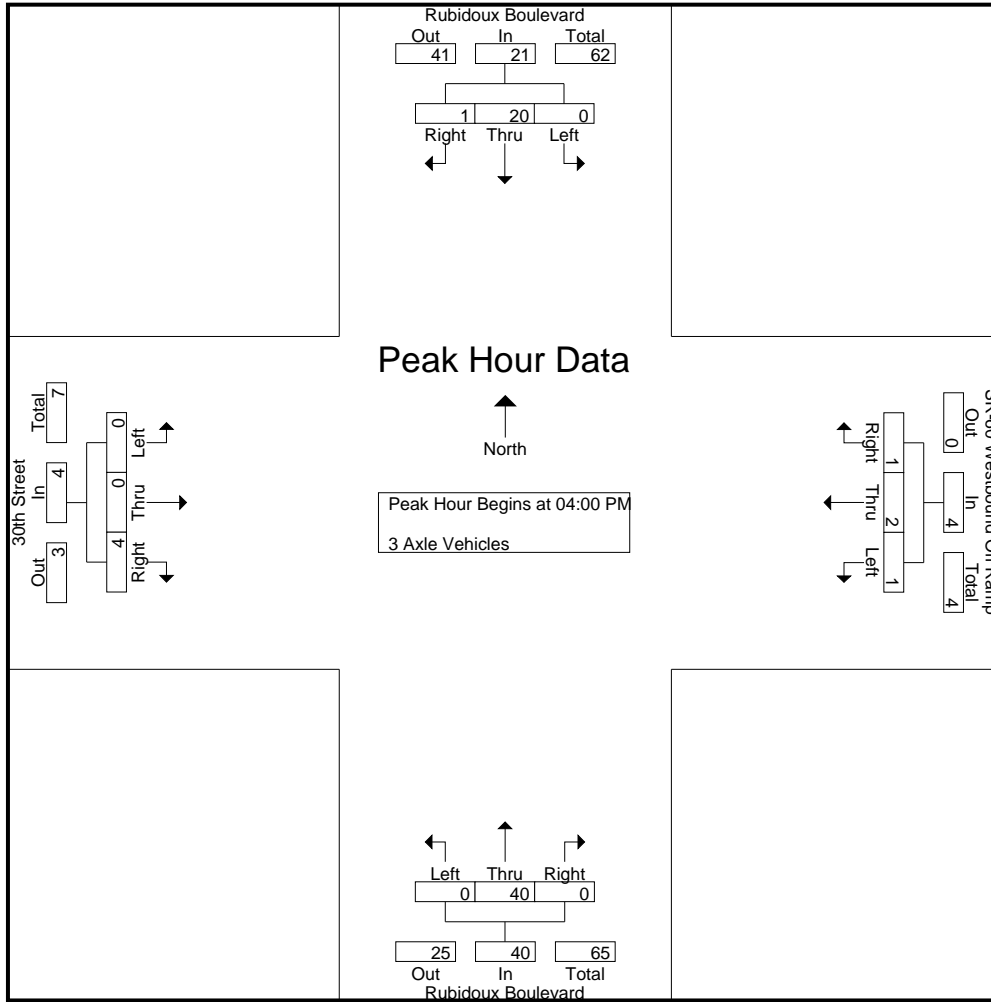 Rubidoux Boulevard
Out In Total
41 21 62
1 20 0
Right Thru Left
Peak Hour Data
North
Peak Hour Begins at 04:00 PM
3 Axle Vehicles
30th Street
Total In Out
7 4 3
0 0 4
Left Thru Right
Westbound Ramp
Out In Total
0 4 4
1 2 1
Right Thru Left
Left Thru Right
0 40 0
25 40 65
Out In Total
Rubidoux Boulevard